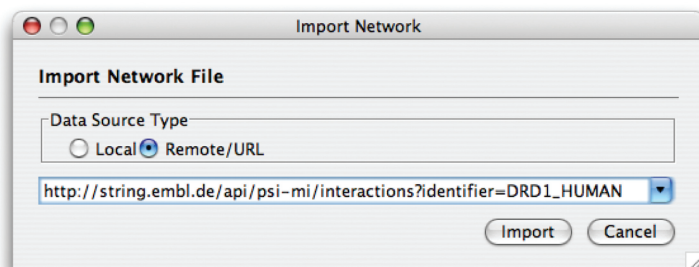 Import Network
Import Network File
Data Source Type
Local Remote/URL
http://string.embl.de/api/psi-mi/interactions?identifier=DRD1_HUMAN
Import Cancel